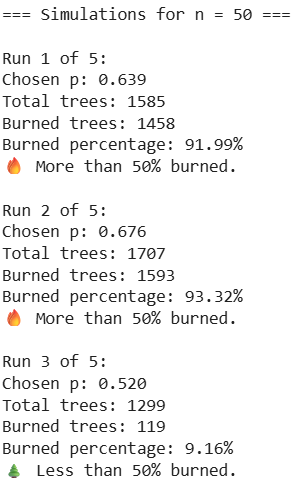 === Simulations for n = 50 ===
Run 1 of 5:
Chosen p: 0.639
Total trees: 1585
Burned trees: 1458
Burned percentage: 91.99%
🔥 More than 50% burned.
Run 2 of 5:
Chosen p: 0.676
Total trees: 1707
Burned trees: 1593
Burned percentage: 93.32%
🔥 More than 50% burned.
Run 3 of 5:
Chosen p: 0.520
Total trees: 1299
Burned trees: 119
Burned percentage: 9.16%
🌲 Less than 50% burned.